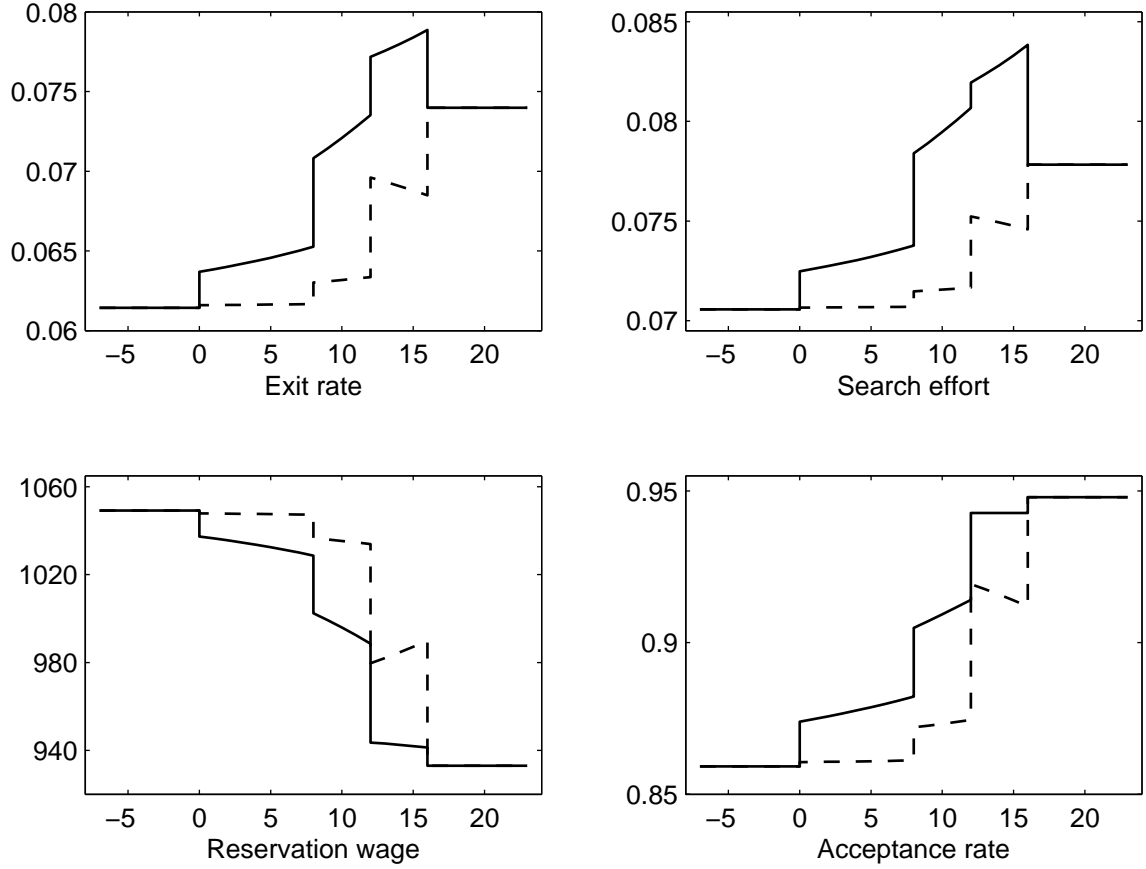 0.08
0.075
0.07
0.065
0.06
−5 0 5 10 15 20
Exit rate
0.085
0.08
0.075
0.07
−5 0 5 10 15 20
Search effort
1060
1020
980
940
−5 0 5 10 15 20
Reservation wage
0.95
0.9
0.85
−5 0 5 10 15 20
Acceptance rate